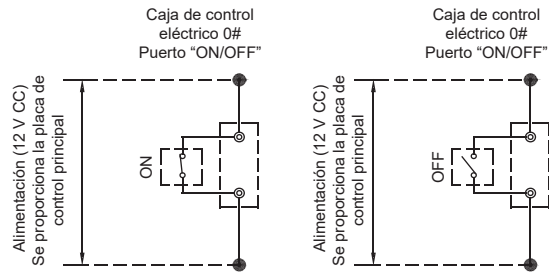 Caja de control
eléctrico 0#
Puerto “ON/OFF”
Alimentación (12 V CC)
Se proporciona la placa de
control principal
ON
Caja de control
eléctrico 0#
Puerto “ON/OFF”
Alimentación (12 V CC)
Se proporciona la placa de
control principal
OFF